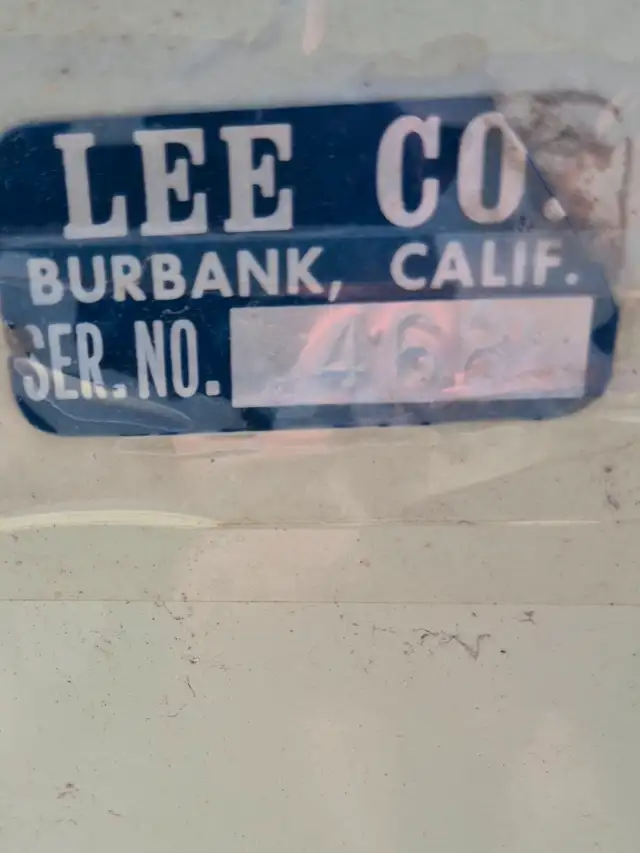 LEE CO.
BURBANK, CALIF.
SER. NO.